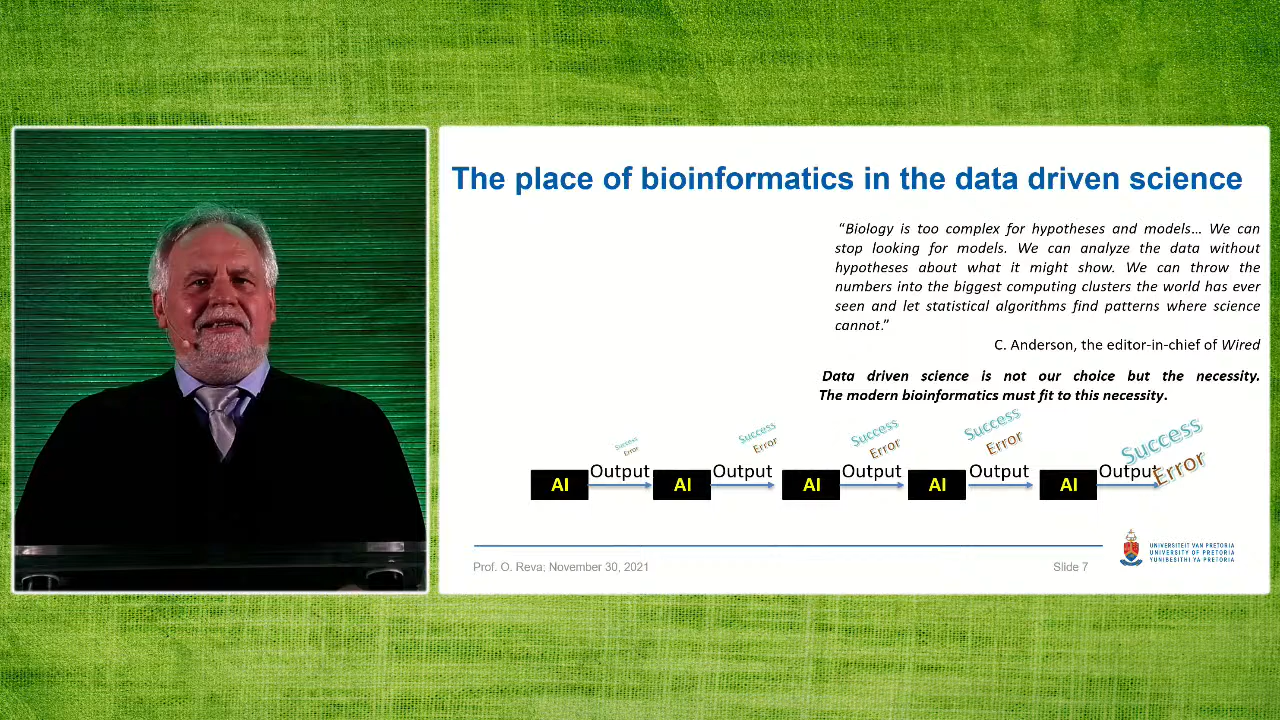 The place of bioinformatics in the data driven science
“Biology is too complex for hypotheses and models… We can
stop looking for models. We can analyze the data without
hypotheses about what it might show. We can throw the
numbers into the biggest computing clusters the world has ever
seen and let statistical algorithms find patterns where science
cannot.”
C. Anderson, the editor-in-chief of Wired
Data driven science is not our choice but the necessity.
The modern bioinformatics must fit to this necessity.
Success
Error
Success
Error
Success
Error
Success
Error
Success
Error
AI Output AI Output AI Output AI Output AI Output
UNIVERSITEIT VAN PRETORIA
UNIVERSITY OF PRETORIA
YUNIBESITHI YA PRETORIA
Prof. O. Reva; November 30, 2021
Slide 7